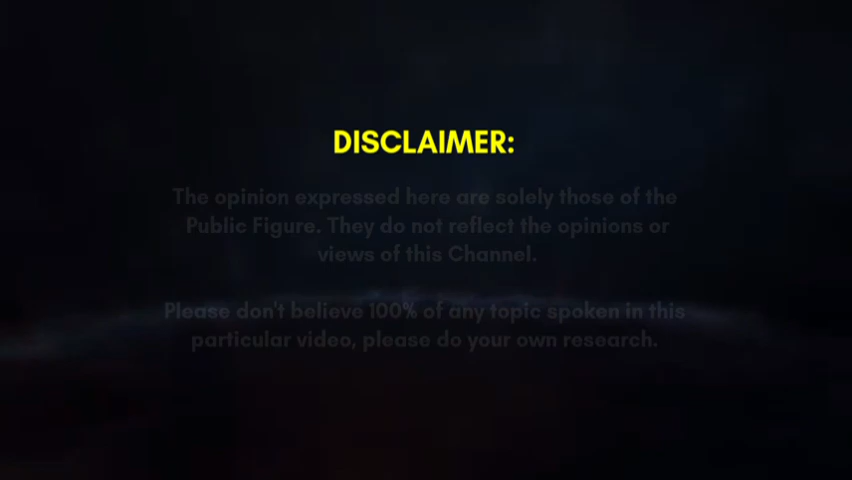 DISCLAIMER:
The opinion expressed here are solely those of the
Public Figure. They do not reflect the opinions or
views of this Channel.
Please don't believe 100% of any topic spoken in this
particular video, please do your own research.